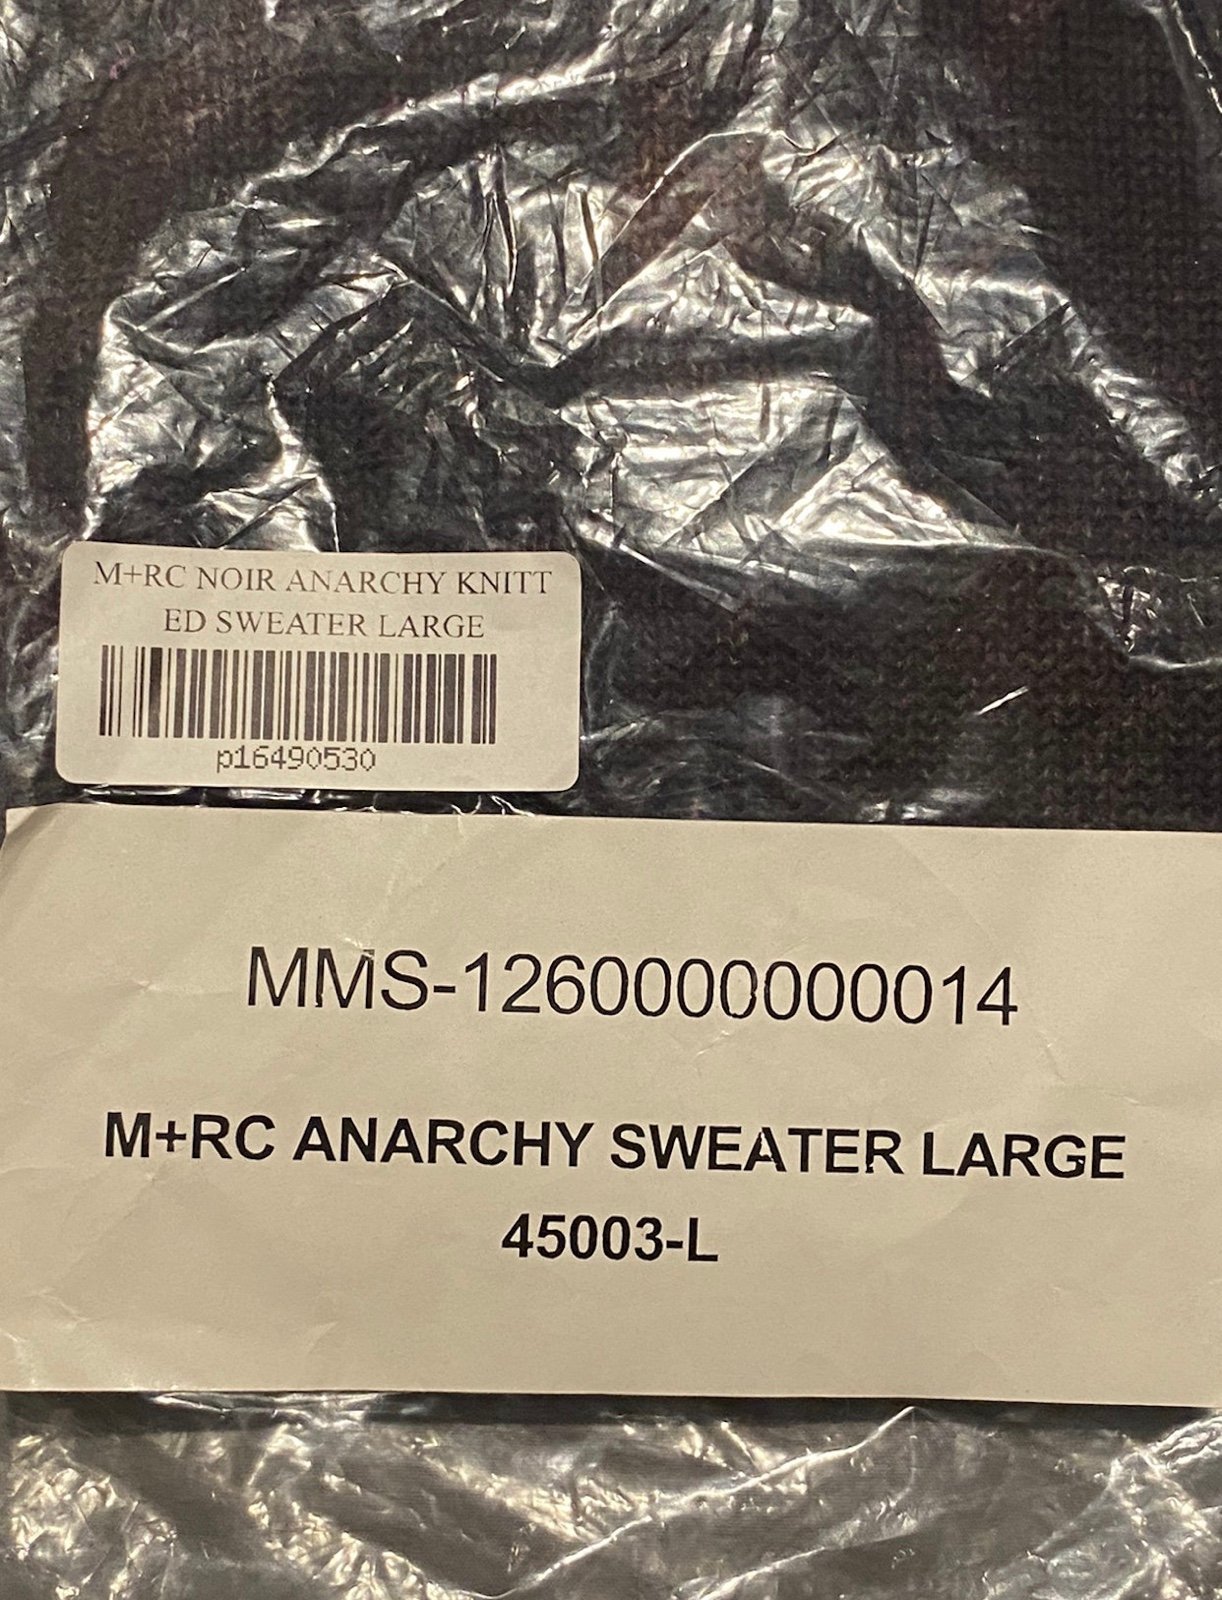 M+RC NOIR ANARCHY KNITT
ED SWEATER LARGE
p16490530
MMS-1260000000014
M+RC ANARCHY SWEATER LARGE
45003-L